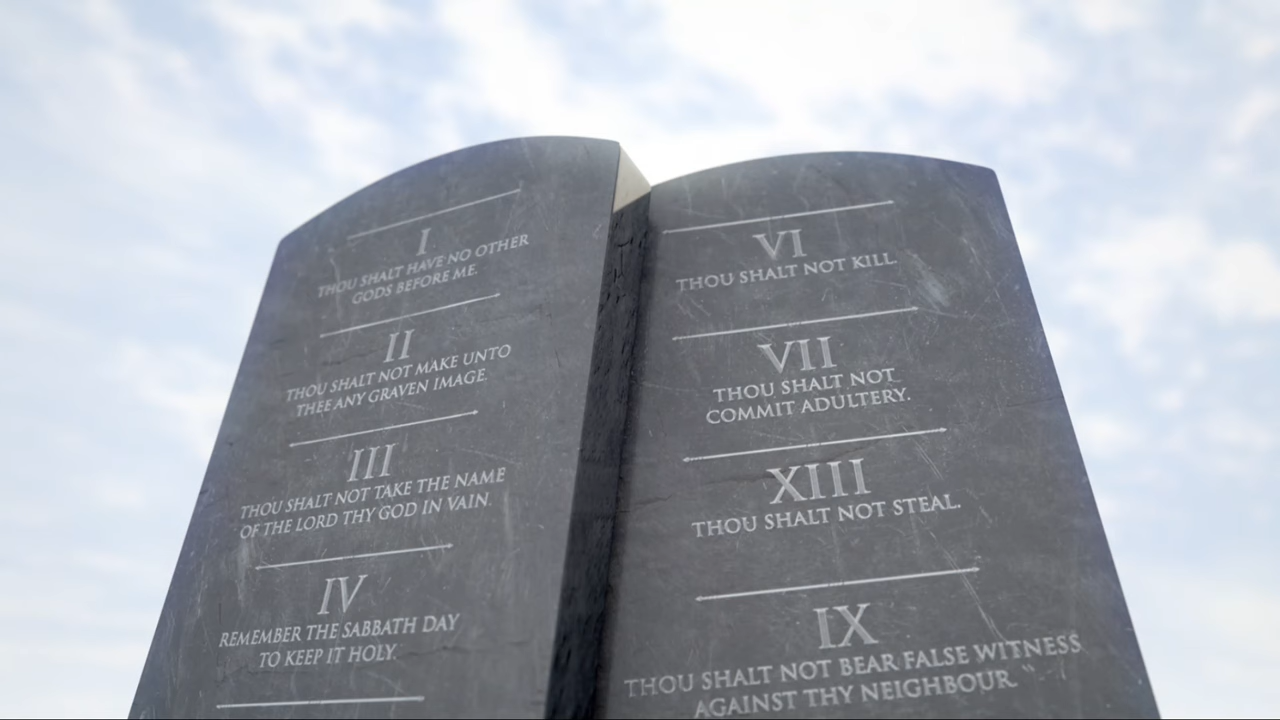 I
THOU SHALT HAVE NO OTHER
GODS BEFORE ME.
II
THOU SHALT NOT MAKE UNTO
THEE ANY GRAVEN IMAGE.
III
THOU SHALT NOT TAKE THE NAME
OF THE LORD THY GOD IN VAIN.
IV
REMEMBER THE SABBATH DAY
TO KEEP IT HOLY.
VI
THOU SHALT NOT KILL.
VII
THOU SHALT NOT
COMMIT ADULTERY.
XIII
THOU SHALT NOT STEAL.
IX
THOU SHALT NOT BEAR FALSE WITNESS
AGAINST THY NEIGHBOUR.